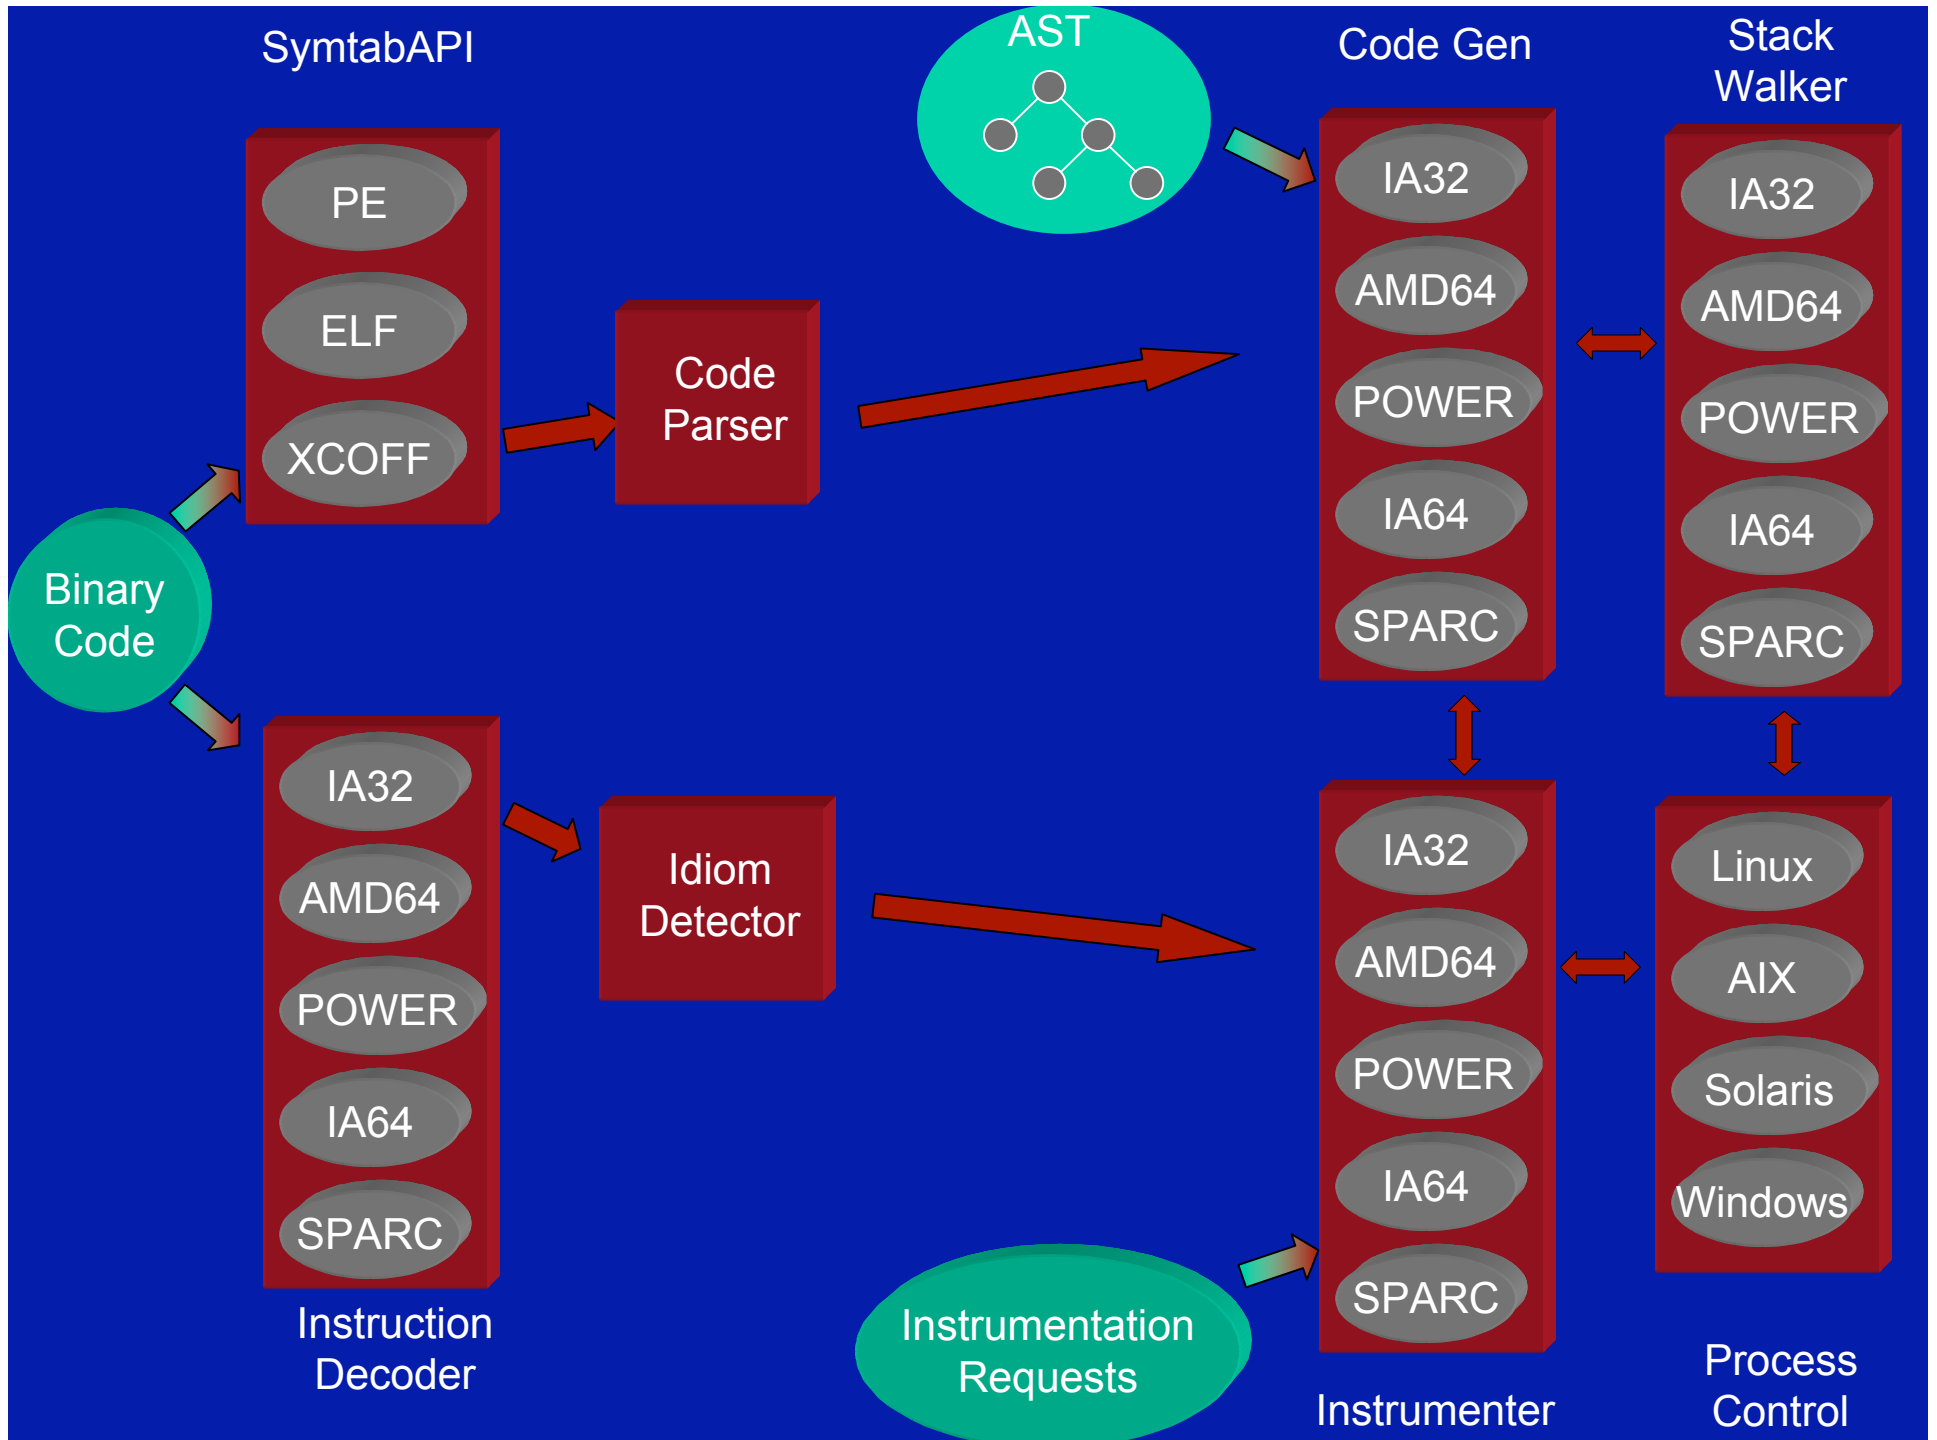 SymtabAPI
PE
ELF
XCOFF
Code
Parser
Binary
Code
IA32
AMD64
POWER
IA64
SPARC
Instruction
Decoder
Idiom
Detector
AST
Code Gen
IA32
AMD64
POWER
IA64
SPARC
Stack
Walker
IA32
AMD64
POWER
IA64
SPARC
Instrumentation
Requests
IA32
AMD64
POWER
IA64
SPARC
Instrumenter
Linux
AIX
Solaris
Windows
Process
Control